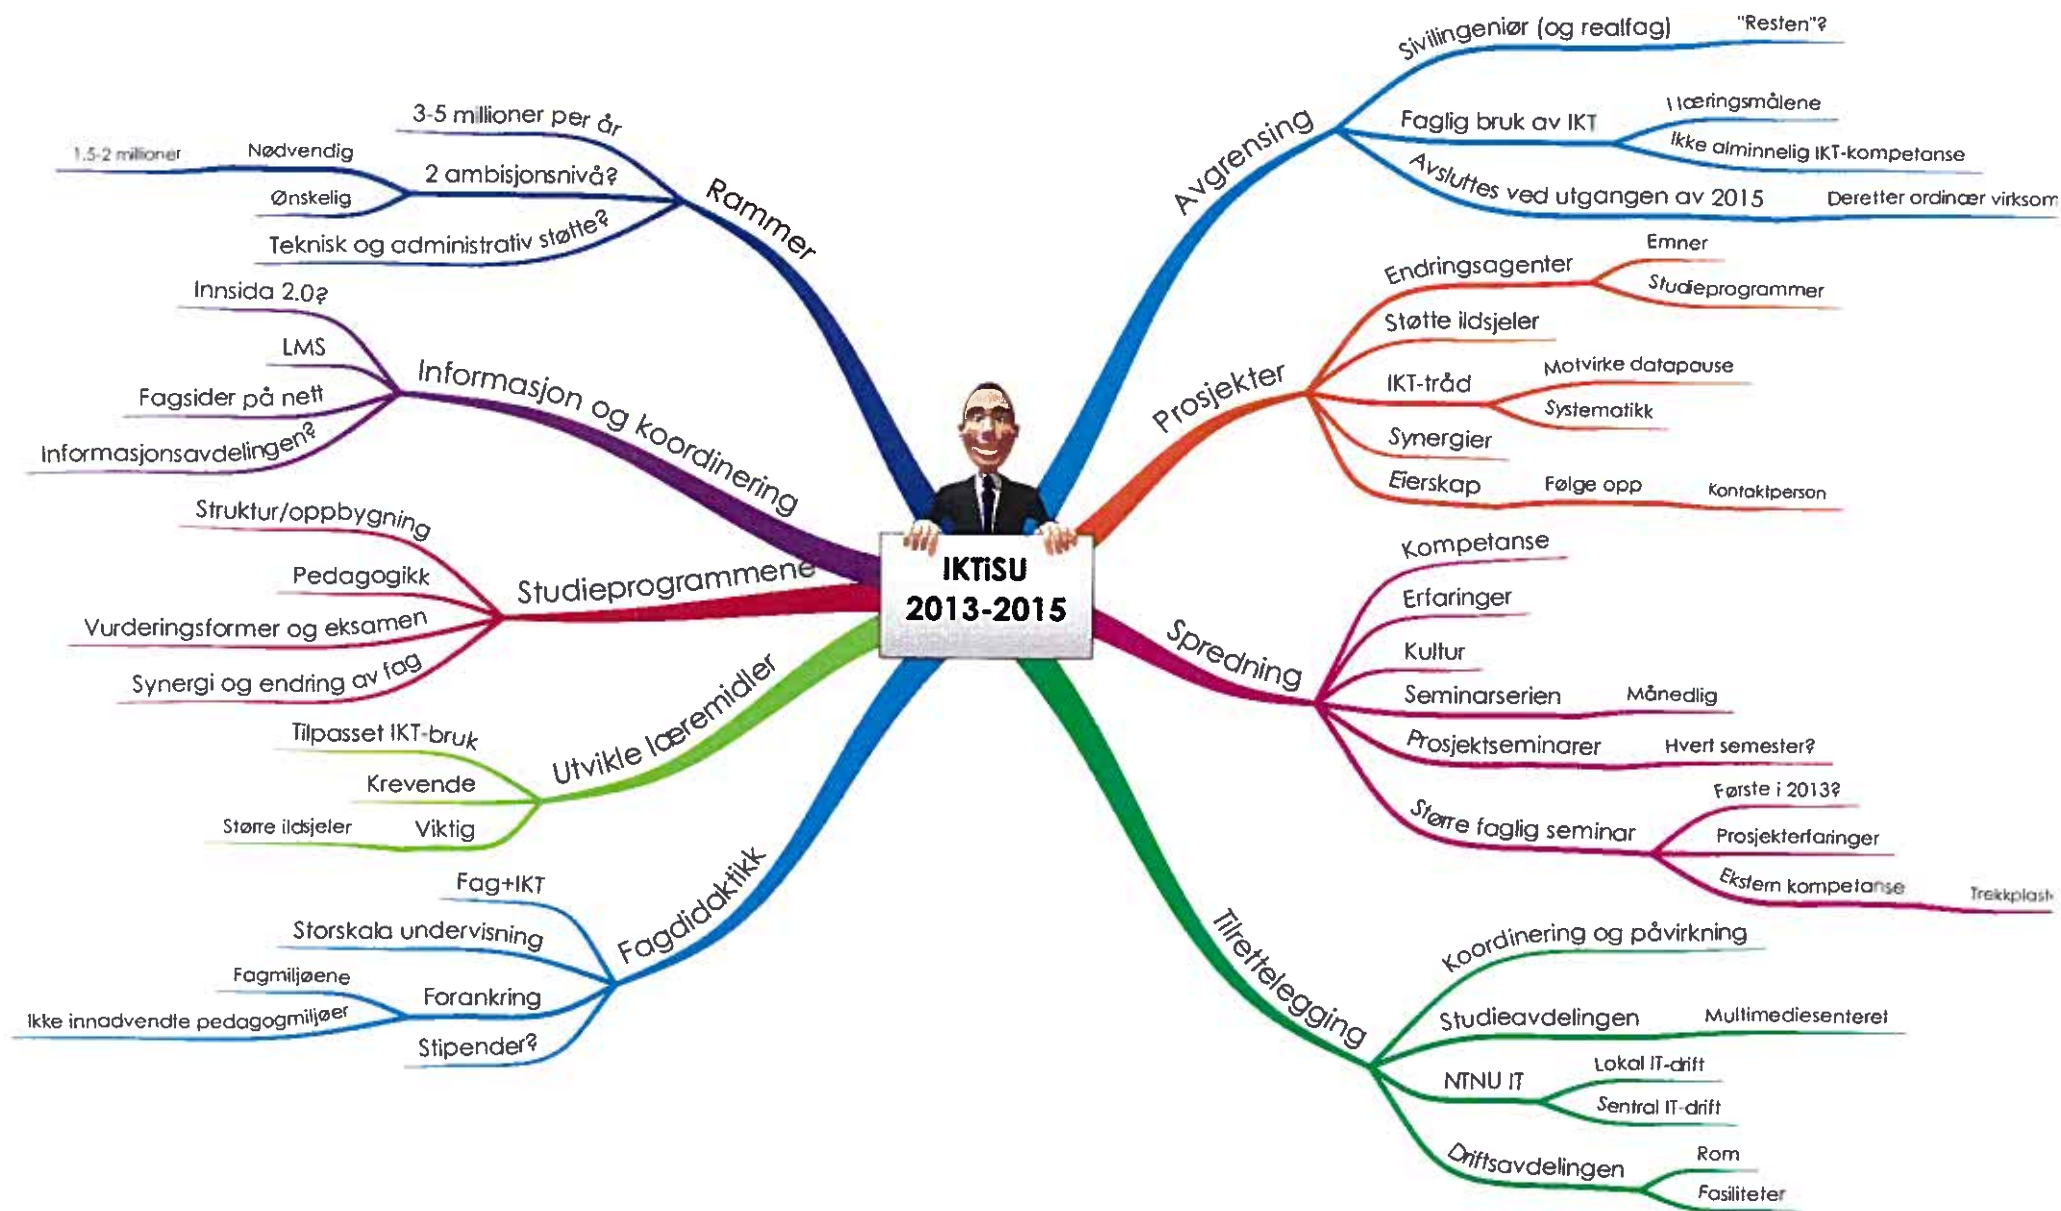 IKTiSU
2013-2015
Avgrensing
Sivilingeniør (og realfag)
"Resten"?
Faglig bruk av IKT
I læringsmålene
Ikke alminnelig IKT-kompetanse
Avsluttes ved utgangen av 2015
Deretter ordinær virksom
Prosjekter
Endringsagenter
Emner
Studieprogrammer
Støtte ildsjeler
IKT-tråd
Motvirke datapause
Systematikk
Synergier
Eierskap
Følge opp
Kontaktperson
Spredning
Kompetanse
Erfaringer
Kultur
Seminarserien
Månedlig
Prosjektseminarer
Hvert semester?
Større faglig seminar
Første i 2013?
Prosjekterfaringer
Ekstern kompetanse
Trekkplast
Tilrettelegging
Koordinering og påvirkning
Studieavdelingen
Multimediesenteret
NTNU IT
Lokal IT-drift
Sentral IT-drift
Driftsavdelingen
Rom
Fasiliteter
Rammer
3-5 millioner per år
2 ambisjonsnivå?
Nødvendig
1.5-2 millioner
Ønskelig
Teknisk og administrativ støtte?
Informasjon og koordinering
Innsida 2.0?
LMS
Fagsider på nett
Informasjonsavdelingen?
Studieprogrammene
Struktur/oppbygning
Pedagogikk
Vurderingsformer og eksamen
Synergi og endring av fag
Utvikle læremidler
Tilpasset IKT-bruk
Krevende
Viktig
Større ildsjeler
Fagdidaktikk
Fag+IKT
Storskala undervisning
Forankring
Fagmiljøene
Ikke innadvendte pedagogmiljøer
Stipender?